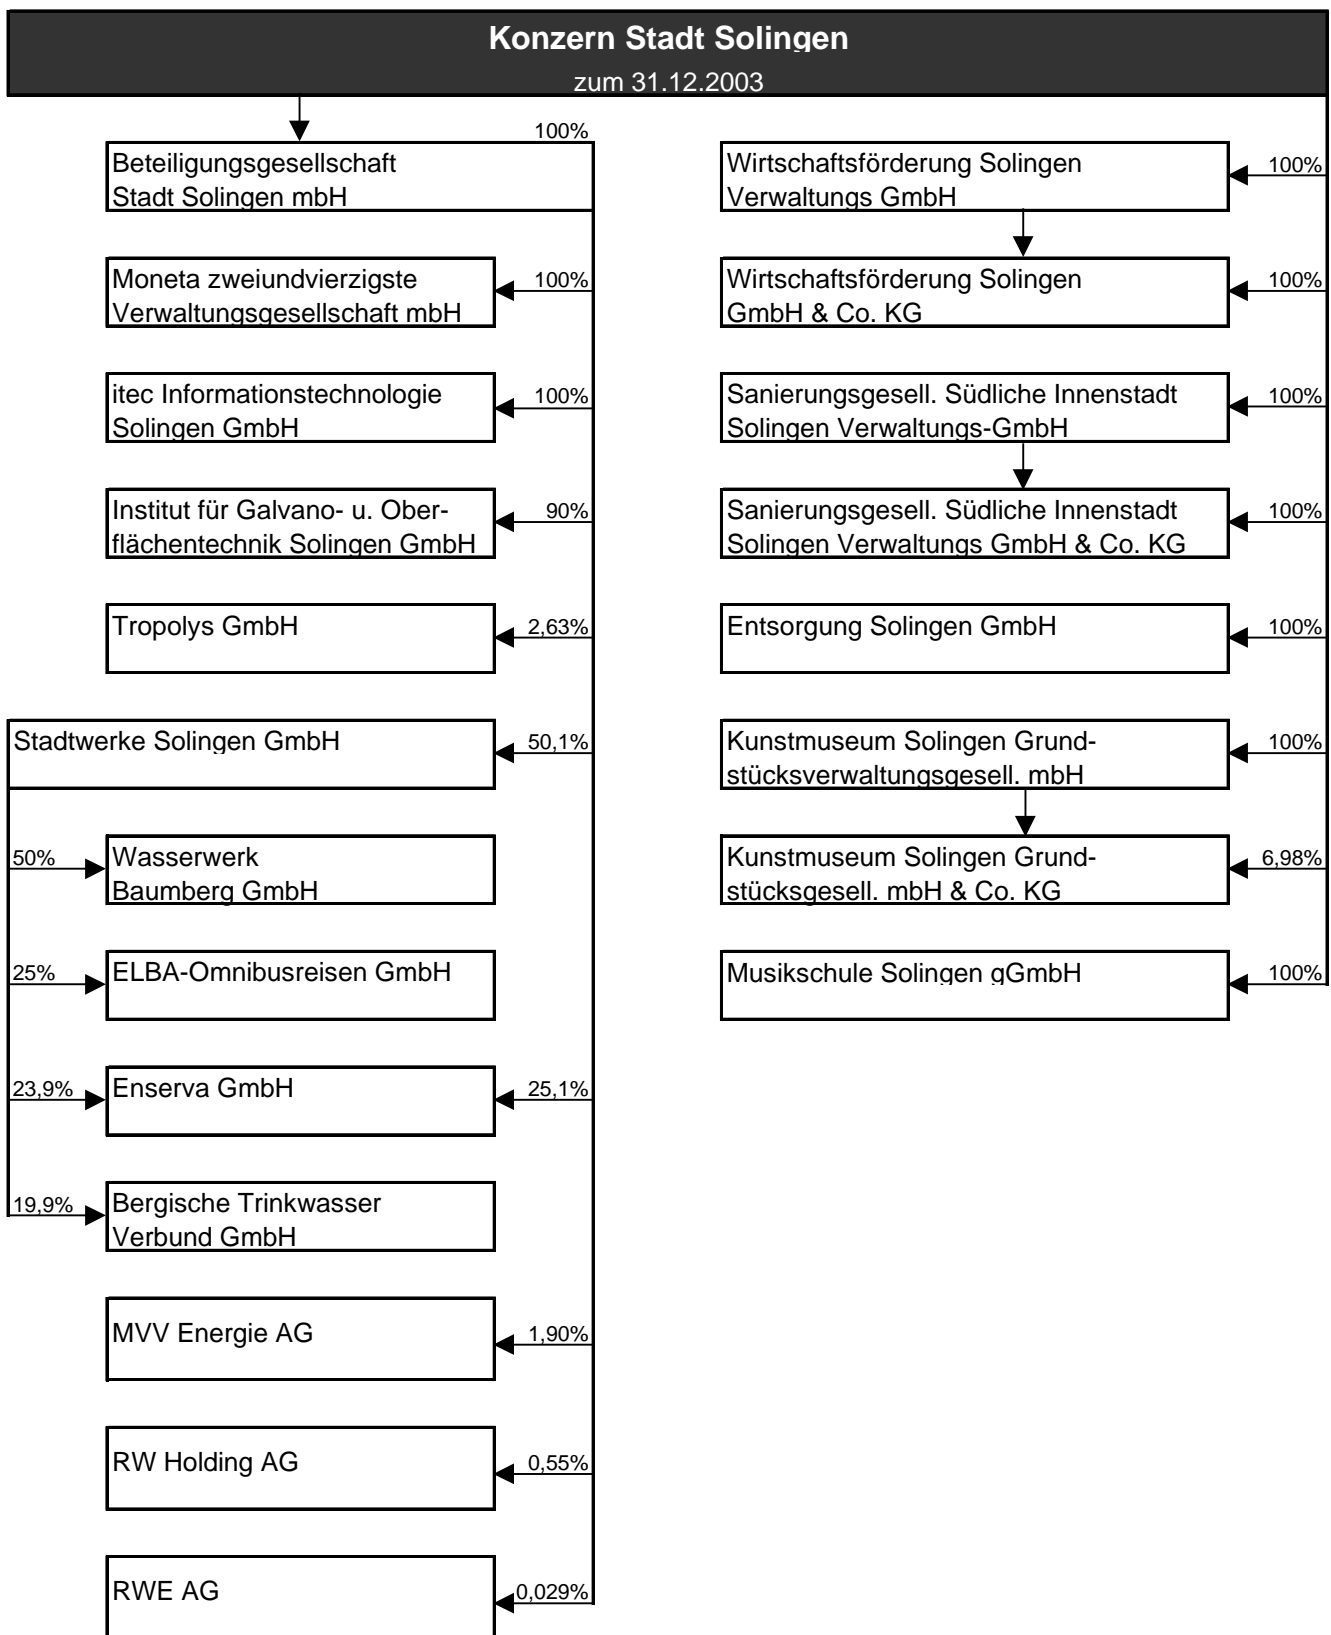 Konzern Stadt Solingen
zum 31.12.2003
100%
Beteiligungsgesellschaft
Stadt Solingen mbH
Moneta zweiundvierzigste
Verwaltungsgesellschaft mbH
100%
itec Informationstechnologie
Solingen GmbH
100%
Institut für Galvano- u. Ober-
flächentechnik Solingen GmbH
90%
Tropolys GmbH
2,63%
Stadtwerke Solingen GmbH
50,1%
50%
Wasserwerk
Baumberg GmbH
25%
ELBA-Omnibusreisen GmbH
23,9%
Enserva GmbH
25,1%
19,9%
Bergische Trinkwasser
Verbund GmbH
MVV Energie AG
1,90%
RW Holding AG
0,55%
RWE AG
0,029%
Wirtschaftsförderung Solingen
Verwaltungs GmbH
100%
Wirtschaftsförderung Solingen
GmbH & Co. KG
100%
Sanierungsgesell. Südliche Innenstadt
Solingen Verwaltungs-GmbH
100%
Sanierungsgesell. Südliche Innenstadt
Solingen Verwaltungs GmbH & Co. KG
100%
Entsorgung Solingen GmbH
100%
Kunstmuseum Solingen Grund-
stücksverwaltungsgesell. mbH
100%
Kunstmuseum Solingen Grund-
stücksgesell. mbH & Co. KG
6,98%
Musikschule Solingen gGmbH
100%